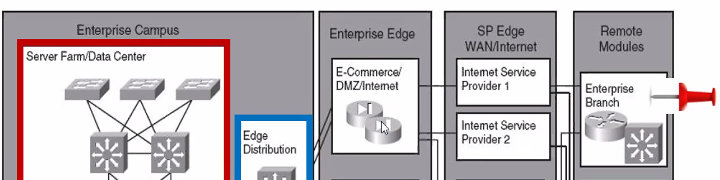 Enterprise Campus
Server Farm/Data Center
Edge
Distribution
Enterprise Edge
E-Commerce/
DMZ/Internet
SP Edge
WAN/Internet
Internet Service
Provider 1
Internet Service
Provider 2
Remote
Modules
Enterprise
Branch